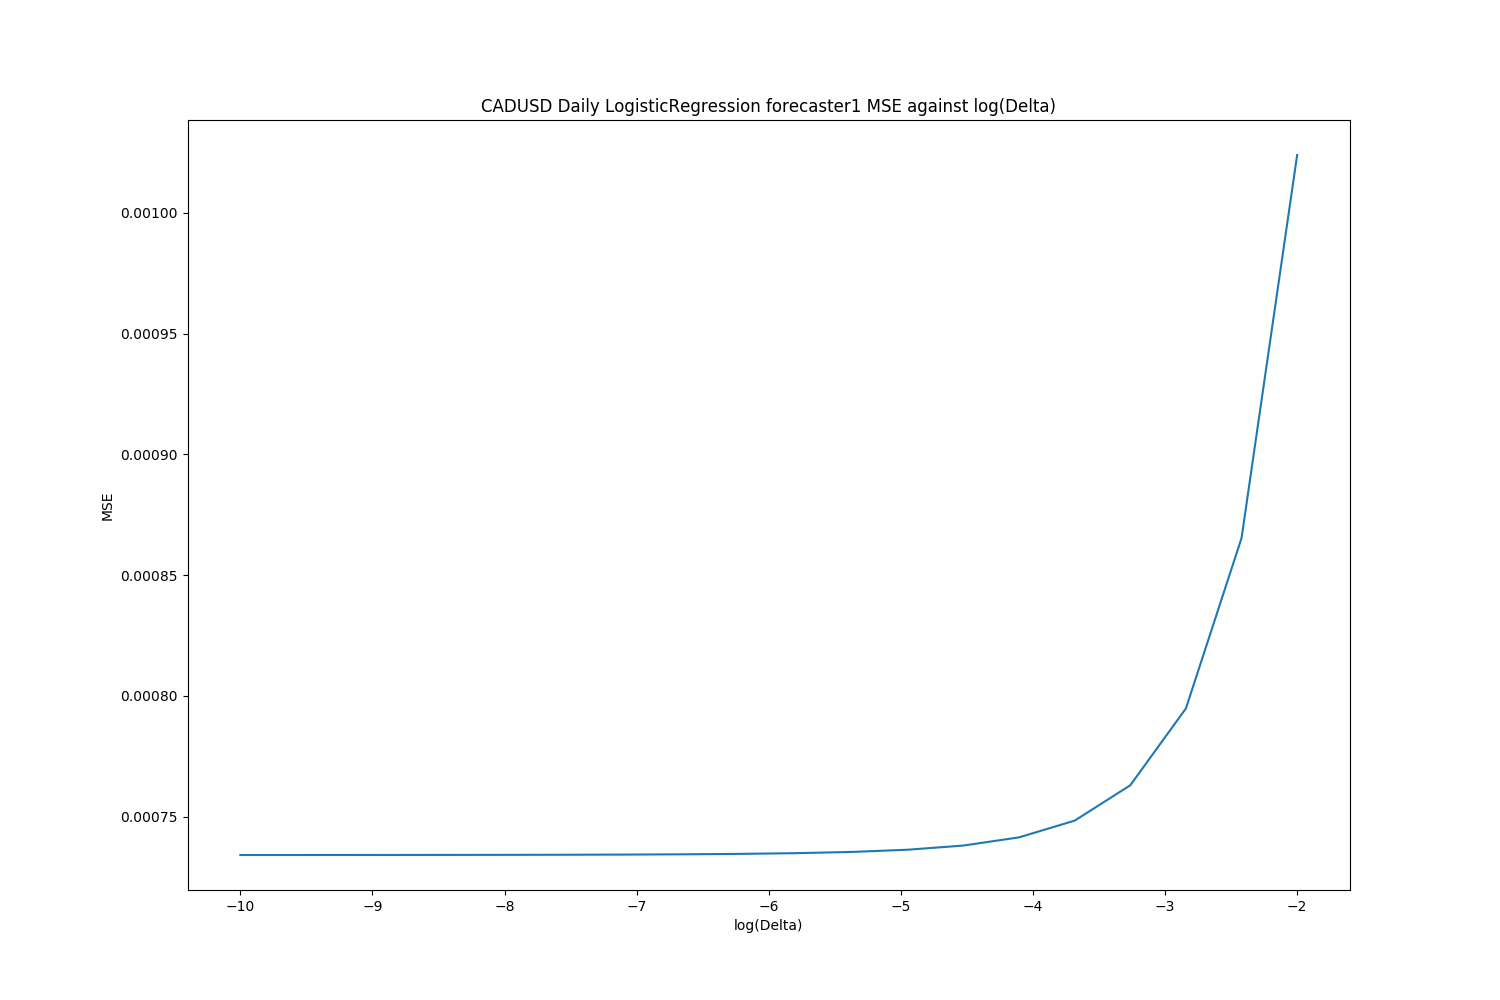 CADUSD Daily LogisticRegression forecaster1 MSE against log(Delta)
0.00100
0.00095
0.00090
MSE
0.00085
0.00080
0.00075
−10 −9 −8 −7 −6 −5 −4 −3 −2
log(Delta)